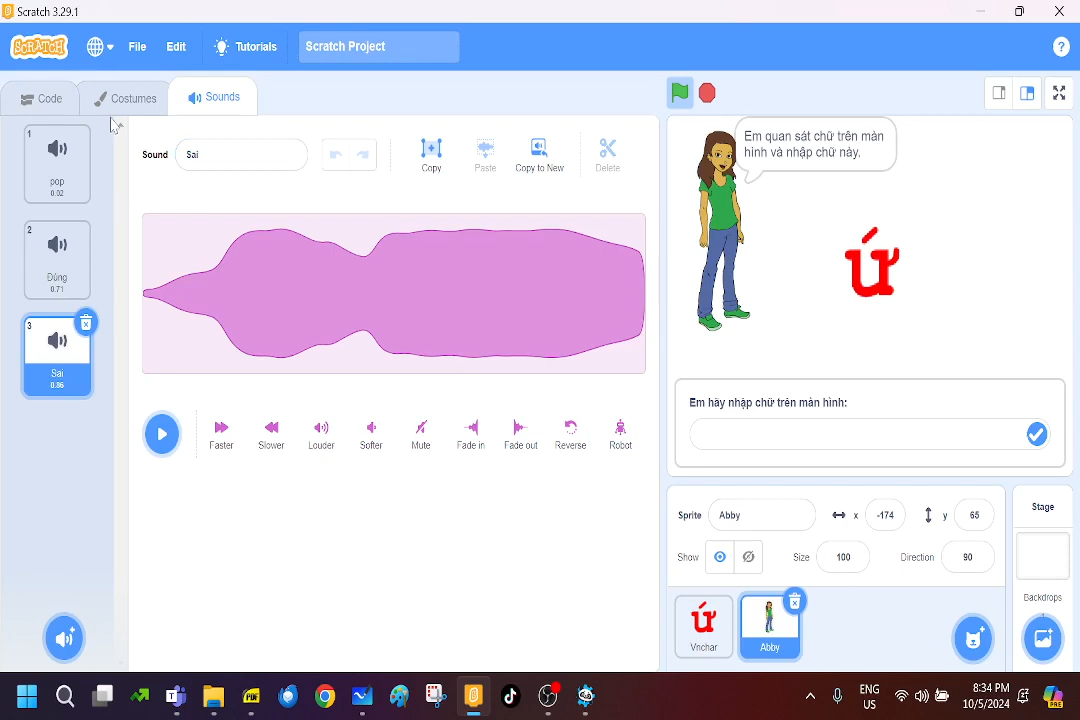 Scratch 3.29.1
SCRATCH
File
Edit
Tutorials
Scratch Project
?
Code
Costumes
Sounds
1
pop
0.02
2
Đúng
0.71
3
Sai
0.86
Sound
Sai
Copy
Paste
Copy to New
Delete
Faster
Slower
Louder
Softer
Mute
Fade in
Fade out
Reverse
Robot
Em quan sát chữ trên màn
hình và nhập chữ này.
ứ
Em hãy nhập chữ trên màn hình:
Sprite
Abby
x
-174
y
65
Show
Size
100
Direction
90
ứ
Vnchar
Abby
Stage
Backdrops
PDF
ENG
US
8:34 PM
10/5/2024
PRE